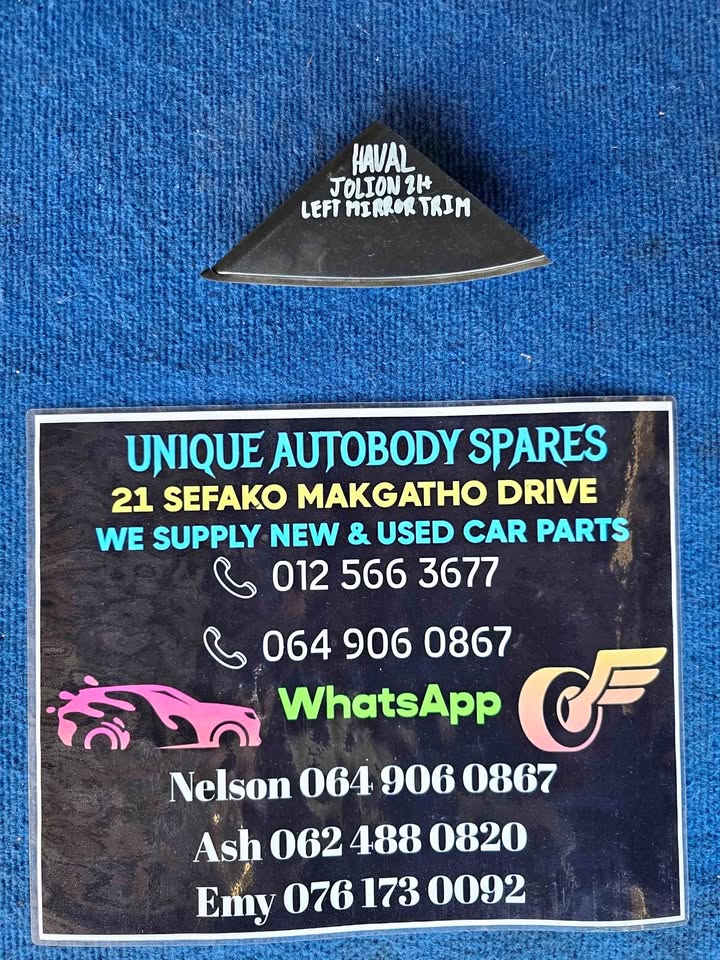 HAVAL
JOLION 21+
LEFT MIRROR TRIM
UNIQUE AUTOBODY SPARES
21 SEFAKO MAKGATHO DRIVE
WE SUPPLY NEW & USED CAR PARTS
012 566 3677
064 906 0867
WhatsApp
Nelson 064 906 0867
Ash 062 488 0820
Emy 076 173 0092